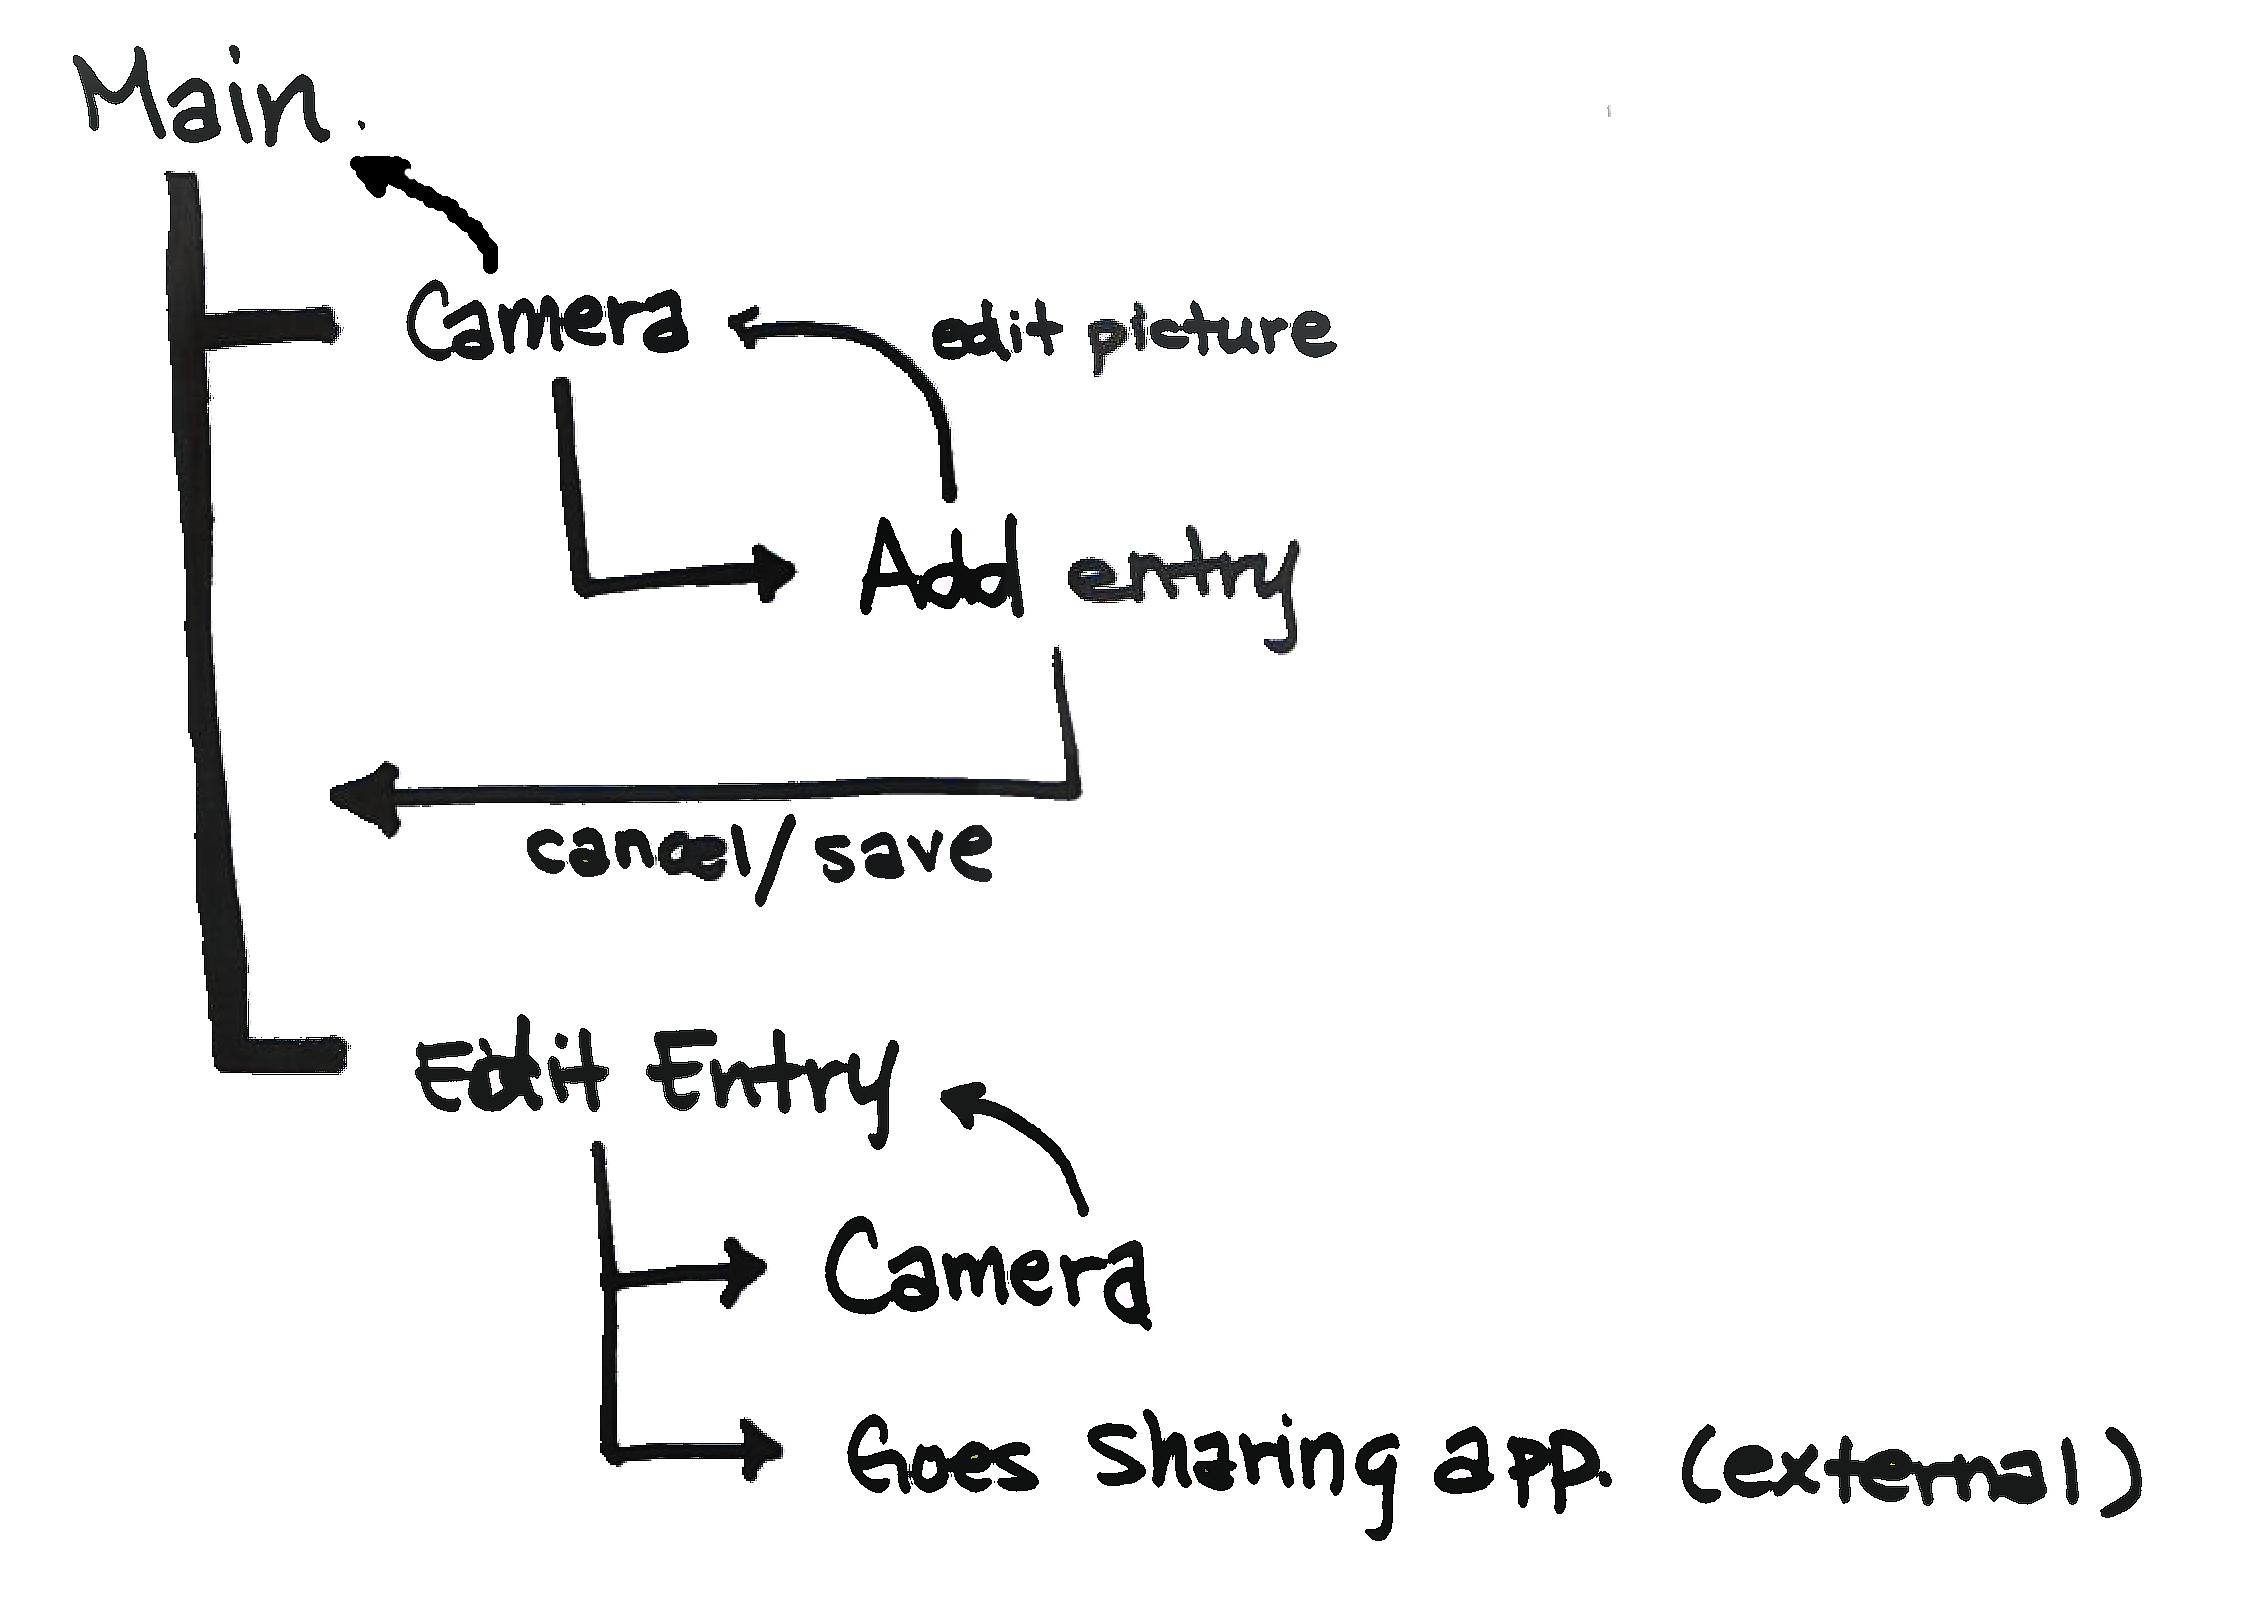 Main.
Camera
edit picture
Add entry
cancel/save
Edit Entry
Camera
Goes sharing app. (external)